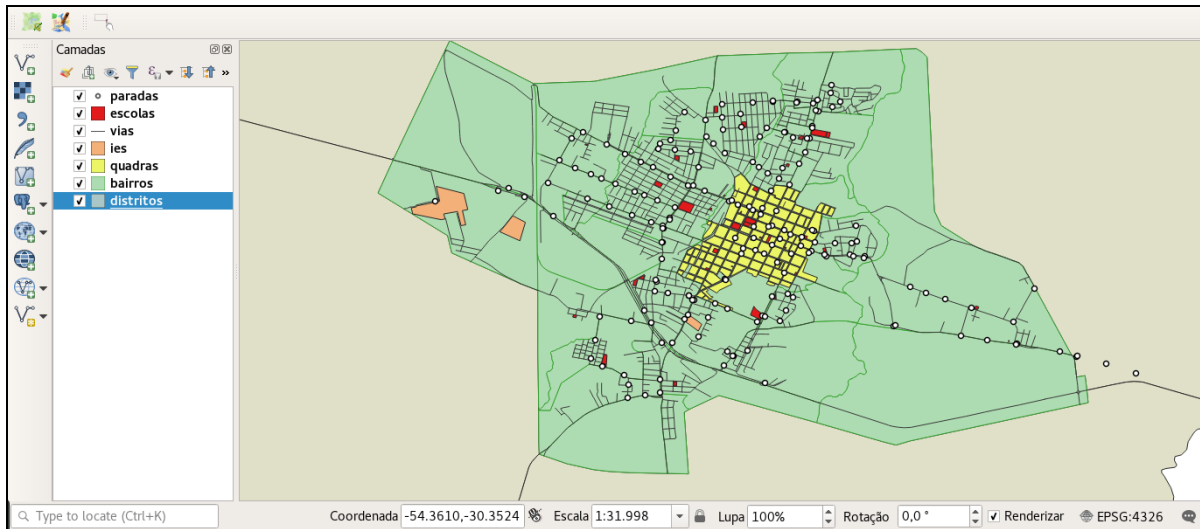 Camadas
paradas
escolas
vias
ies
quadras
bairros
distritos
Type to locate (Ctrl+K) Coordenada -54.3610,-30.3524 Escala 1:31.998 Lupa 100% Rotação 0,0 ° Renderizar EPSG:4326